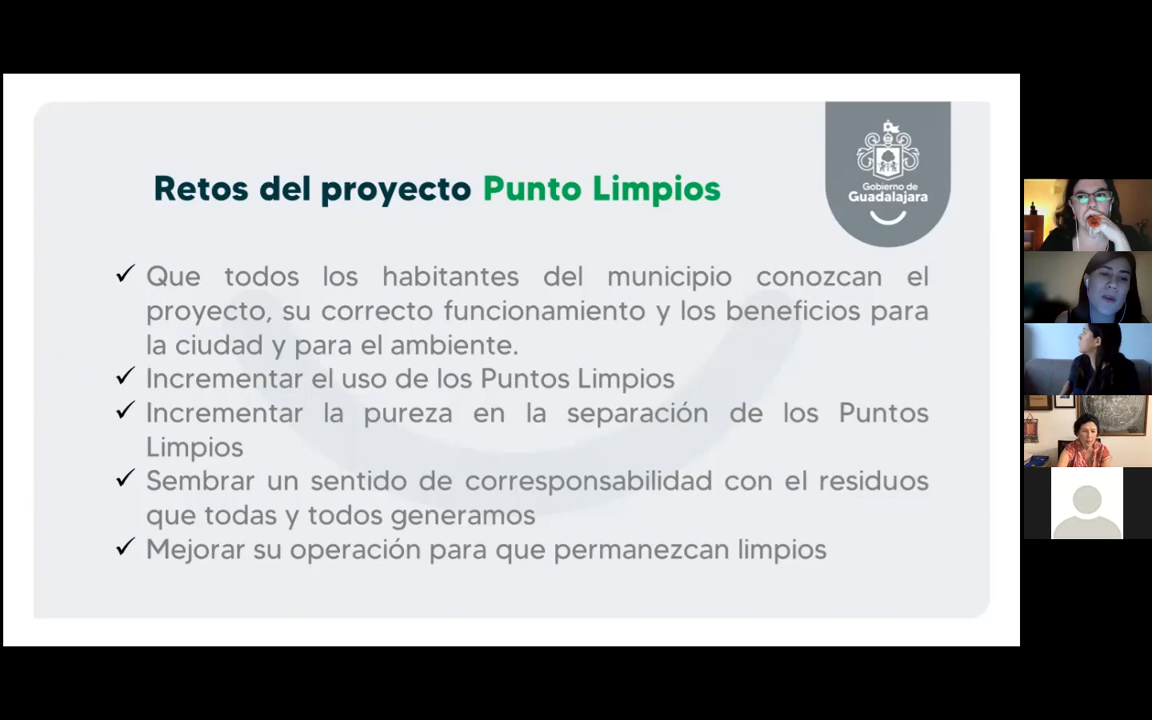 Gobierno de
Guadalajara
Retos del proyecto Punto Limpios
✓ Que todos los habitantes del municipio conozcan el
proyecto, su correcto funcionamiento y los beneficios para
la ciudad y para el ambiente.
✓ Incrementar el uso de los Puntos Limpios
✓ Incrementar la pureza en la separación de los Puntos
Limpios
✓ Sembrar un sentido de corresponsabilidad con el residuos
que todas y todos generamos
✓ Mejorar su operación para que permanezcan limpios